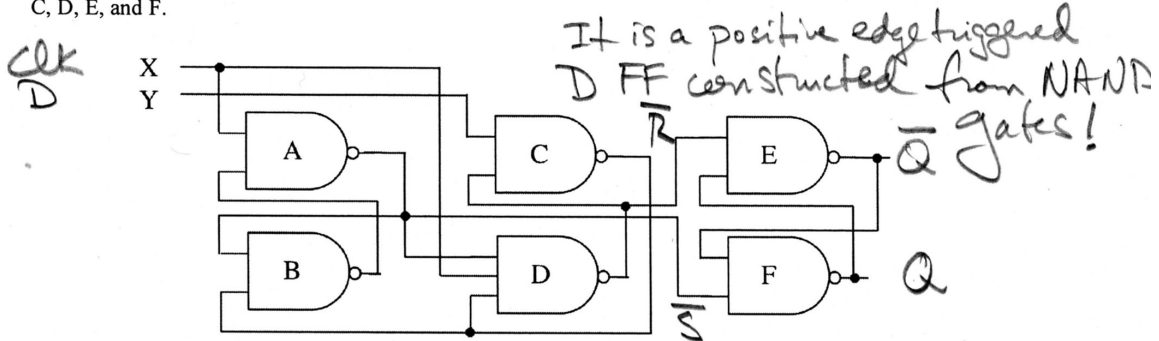 C, D, E, and F.
It is a positive edge triggered
Clk X
D FF constructed from NAND
D Y
gates!
R̅
A
C
E
Q̅
B
D
F
Q
S̅